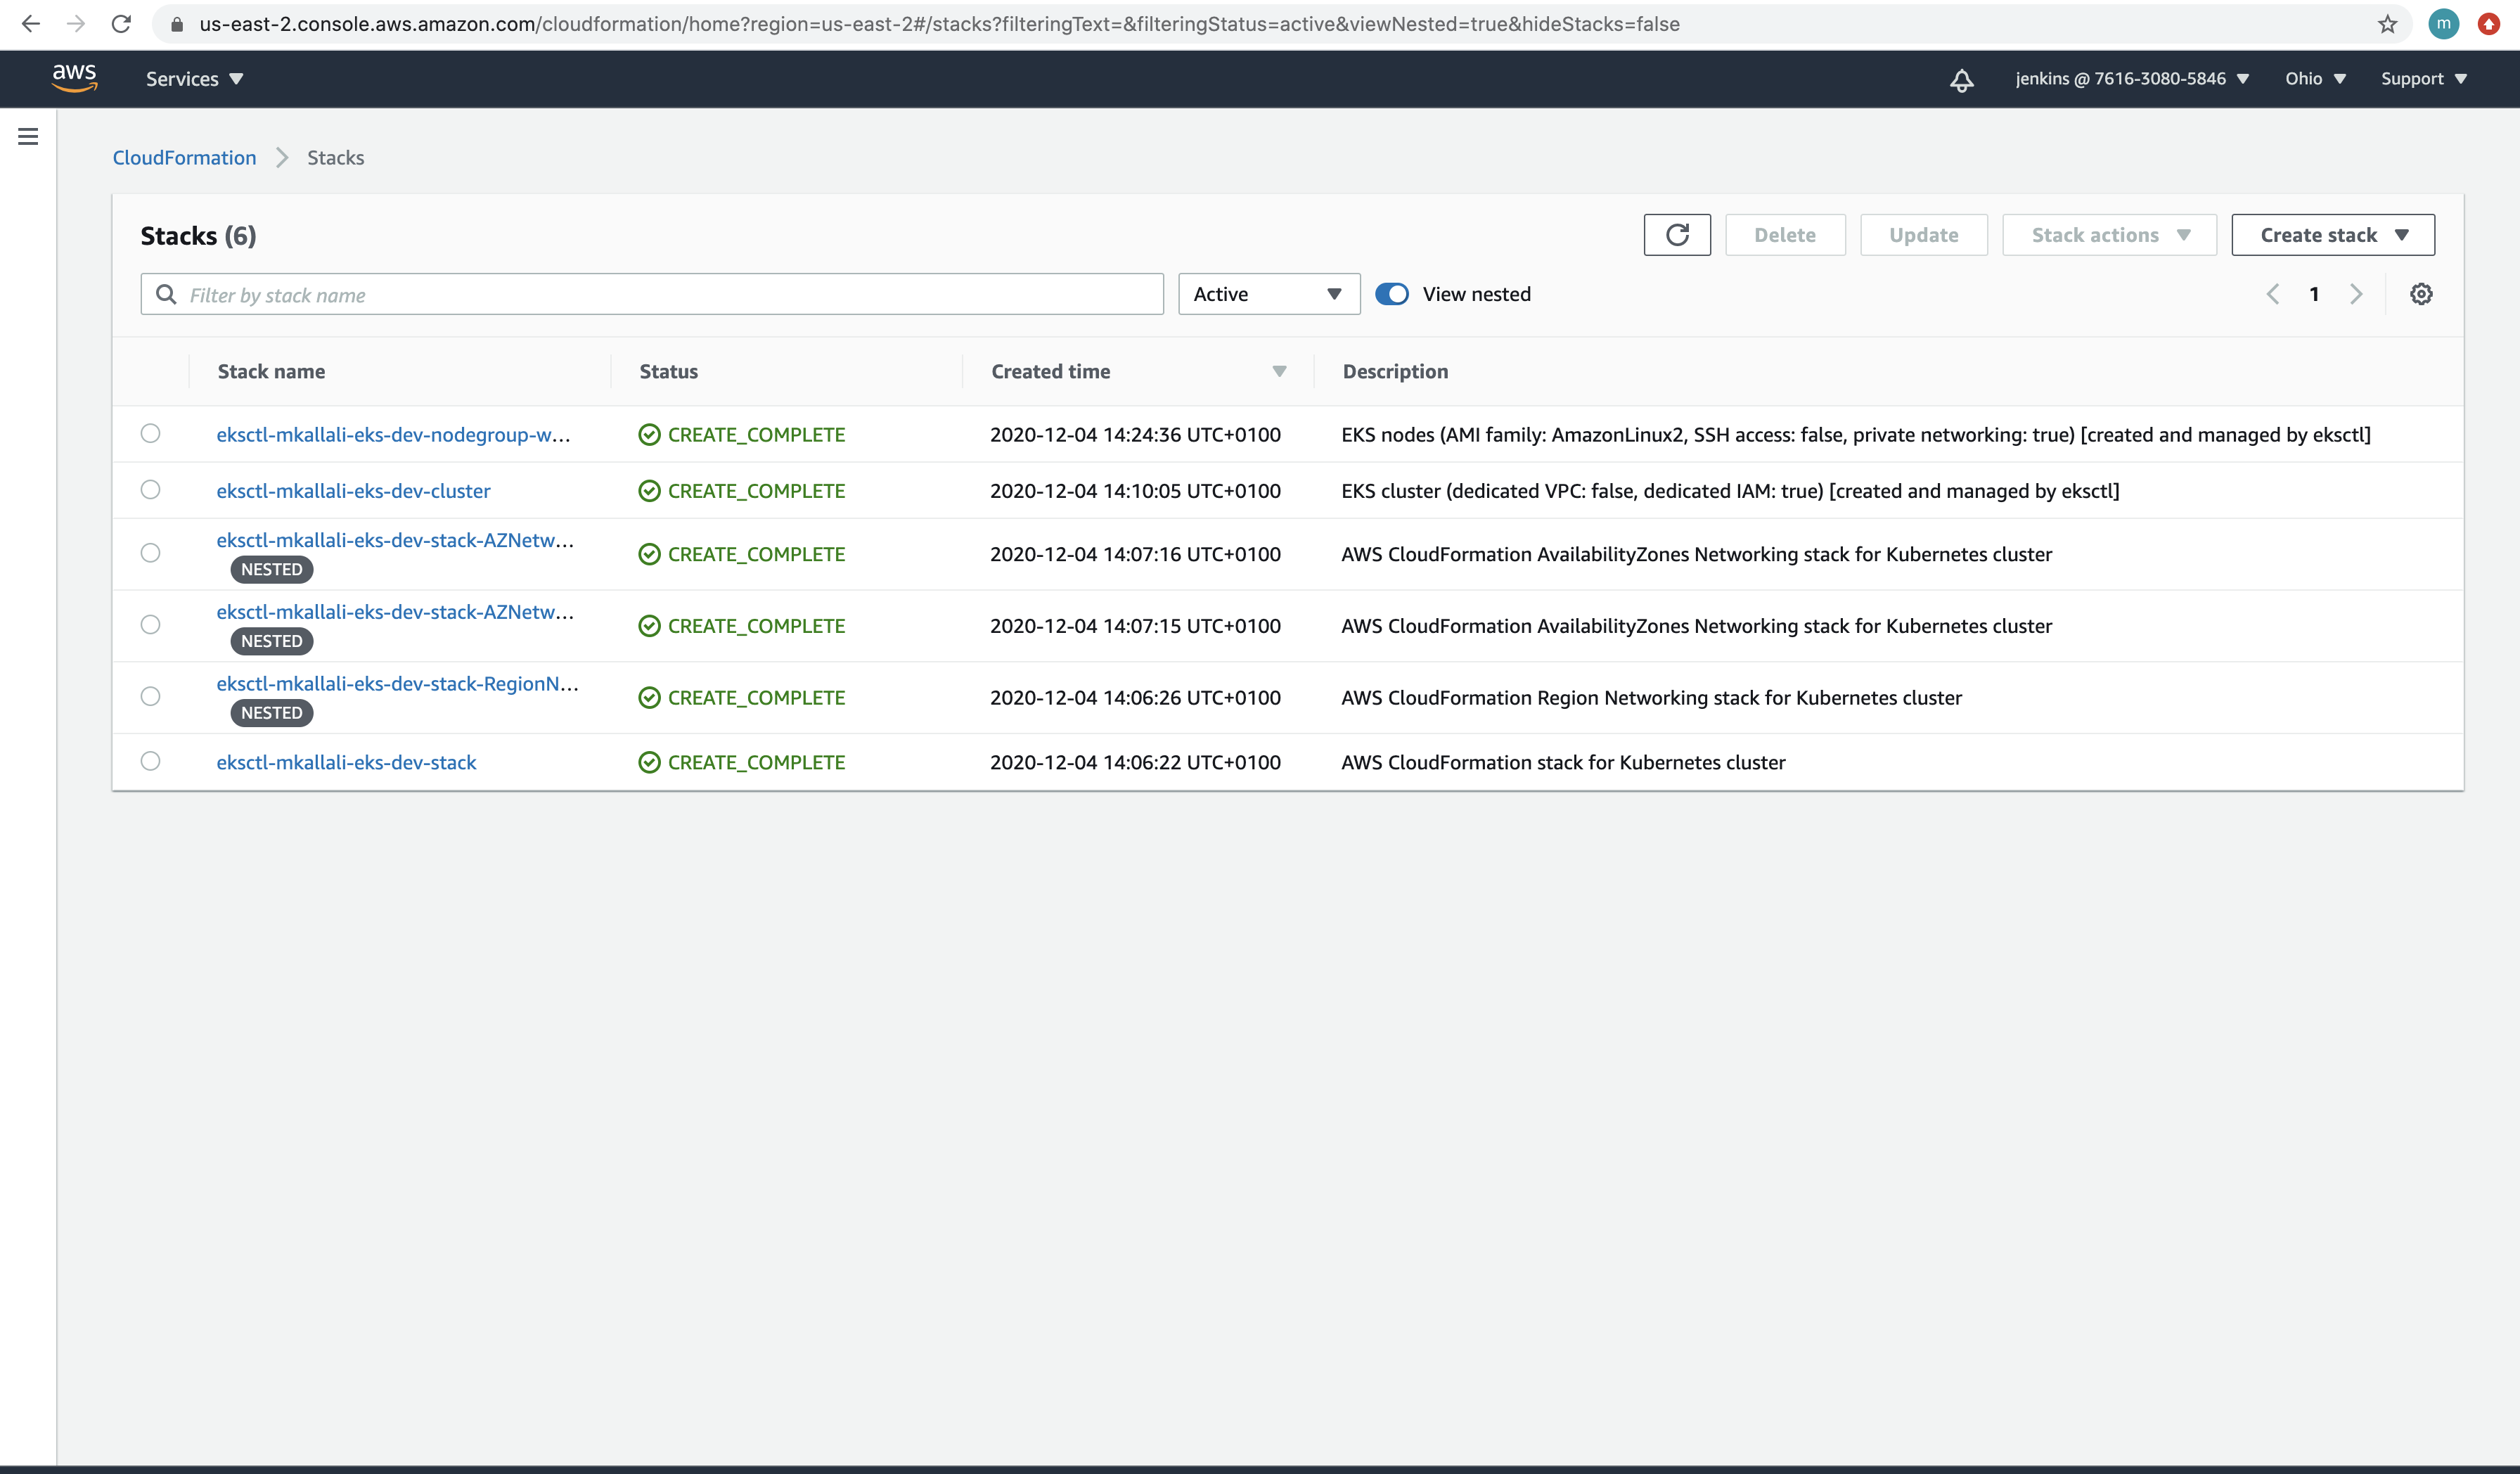 us-east-2.console.aws.amazon.com/cloudformation/home?region=us-east-2#/stacks?filteringText=&filteringStatus=active&viewNested=true&hideStacks=false
m
aws
Services
jenkins @ 7616-3080-5846
Ohio
Support
CloudFormation
Stacks
Stacks (6)
Delete
Update
Stack actions
Create stack
Filter by stack name
Active
View nested
1
Stack name
Status
Created time
Description
eksctl-mkallali-eks-dev-nodegroup-w...
CREATE_COMPLETE
2020-12-04 14:24:36 UTC+0100
EKS nodes (AMI family: AmazonLinux2, SSH access: false, private networking: true) [created and managed by eksctl]
eksctl-mkallali-eks-dev-cluster
CREATE_COMPLETE
2020-12-04 14:10:05 UTC+0100
EKS cluster (dedicated VPC: false, dedicated IAM: true) [created and managed by eksctl]
eksctl-mkallali-eks-dev-stack-AZNetw...
NESTED
CREATE_COMPLETE
2020-12-04 14:07:16 UTC+0100
AWS CloudFormation AvailabilityZones Networking stack for Kubernetes cluster
eksctl-mkallali-eks-dev-stack-AZNetw...
NESTED
CREATE_COMPLETE
2020-12-04 14:07:15 UTC+0100
AWS CloudFormation AvailabilityZones Networking stack for Kubernetes cluster
eksctl-mkallali-eks-dev-stack-RegionN...
NESTED
CREATE_COMPLETE
2020-12-04 14:06:26 UTC+0100
AWS CloudFormation Region Networking stack for Kubernetes cluster
eksctl-mkallali-eks-dev-stack
CREATE_COMPLETE
2020-12-04 14:06:22 UTC+0100
AWS CloudFormation stack for Kubernetes cluster